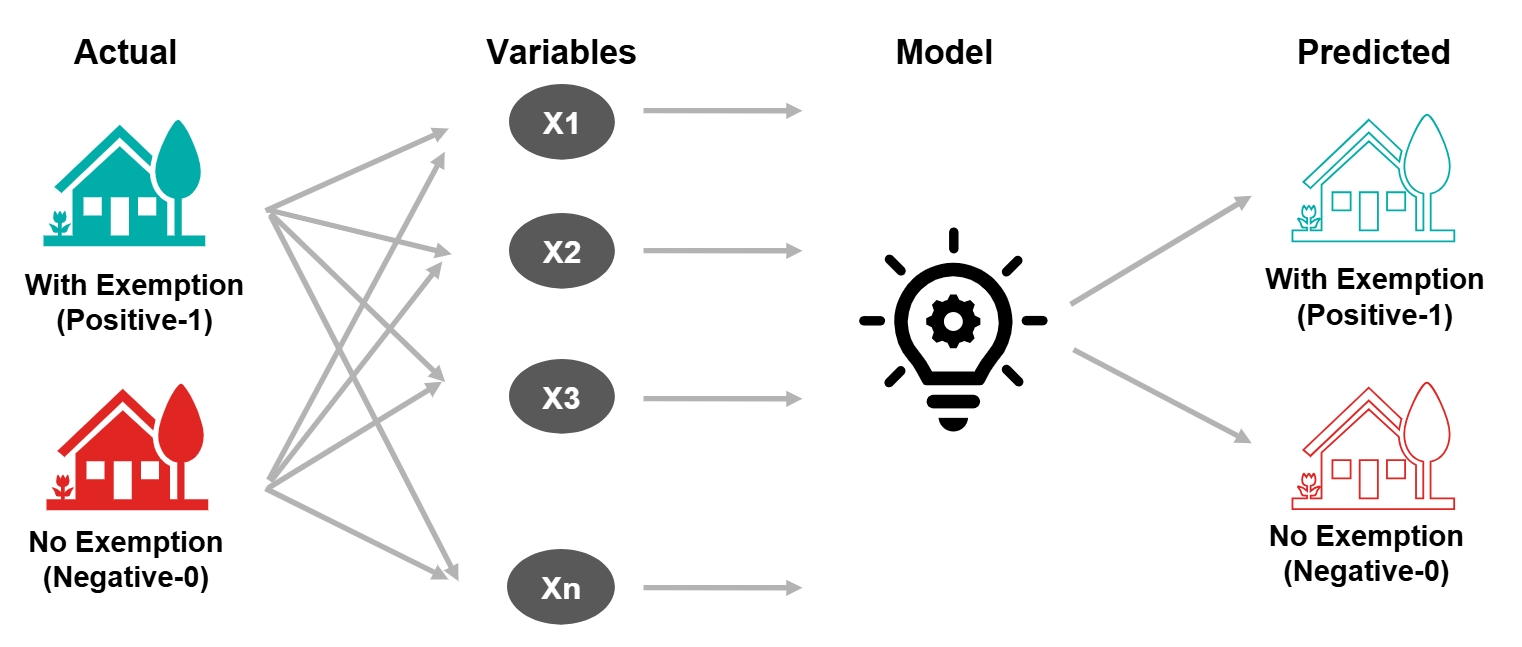 Actual
Variables
Model
Predicted
X1
X2
X3
Xn
With Exemption
(Positive-1)
No Exemption
(Negative-0)
With Exemption
(Positive-1)
No Exemption
(Negative-0)